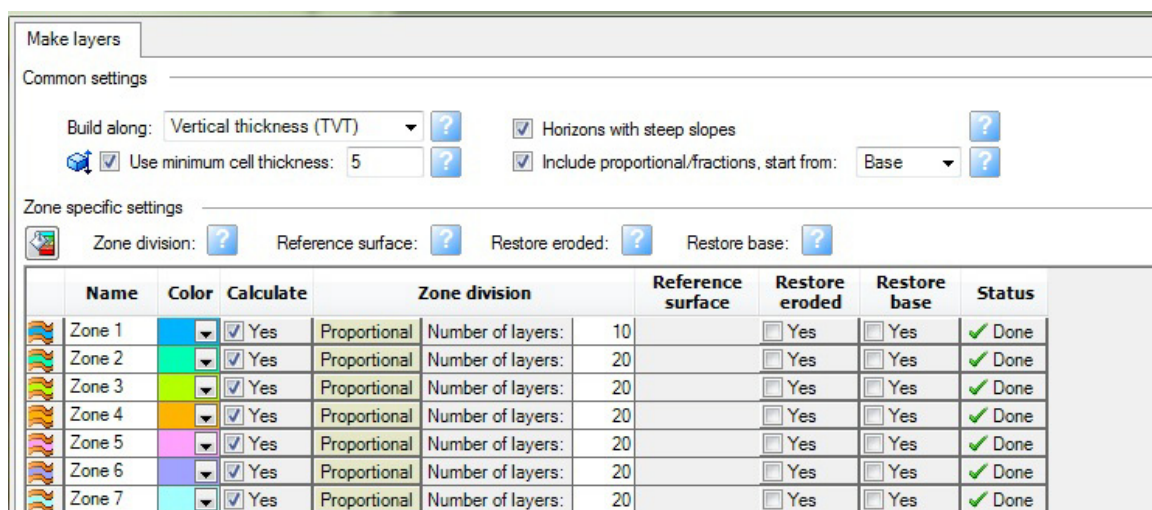 Make layers
Common settings
Build along: Vertical thickness (TVT) ? Horizons with steep slopes ?
Use minimum cell thickness: 5 ? Include proportional/fractions, start from: Base ?
Zone specific settings
Zone division: ? Reference surface: ? Restore eroded: ? Restore base: ?
Name Color Calculate Zone division Reference surface Restore eroded Restore base Status
Zone 1 Yes Proportional Number of layers: 10 Yes Yes Done
Zone 2 Yes Proportional Number of layers: 20 Yes Yes Done
Zone 3 Yes Proportional Number of layers: 20 Yes Yes Done
Zone 4 Yes Proportional Number of layers: 20 Yes Yes Done
Zone 5 Yes Proportional Number of layers: 20 Yes Yes Done
Zone 6 Yes Proportional Number of layers: 20 Yes Yes Done
Zone 7 Yes Proportional Number of layers: 20 Yes Yes Done